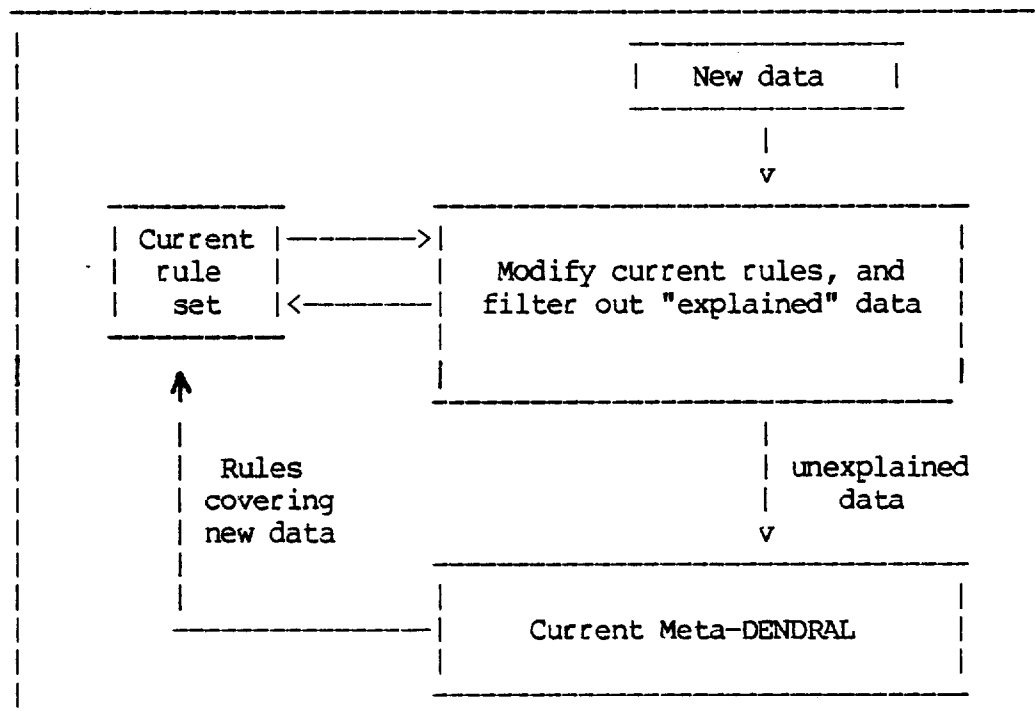 New data
Current
rule
set
Modify current rules, and
filter out "explained" data
Rules
covering
new data
unexplained
data
Current Meta-DENDRAL